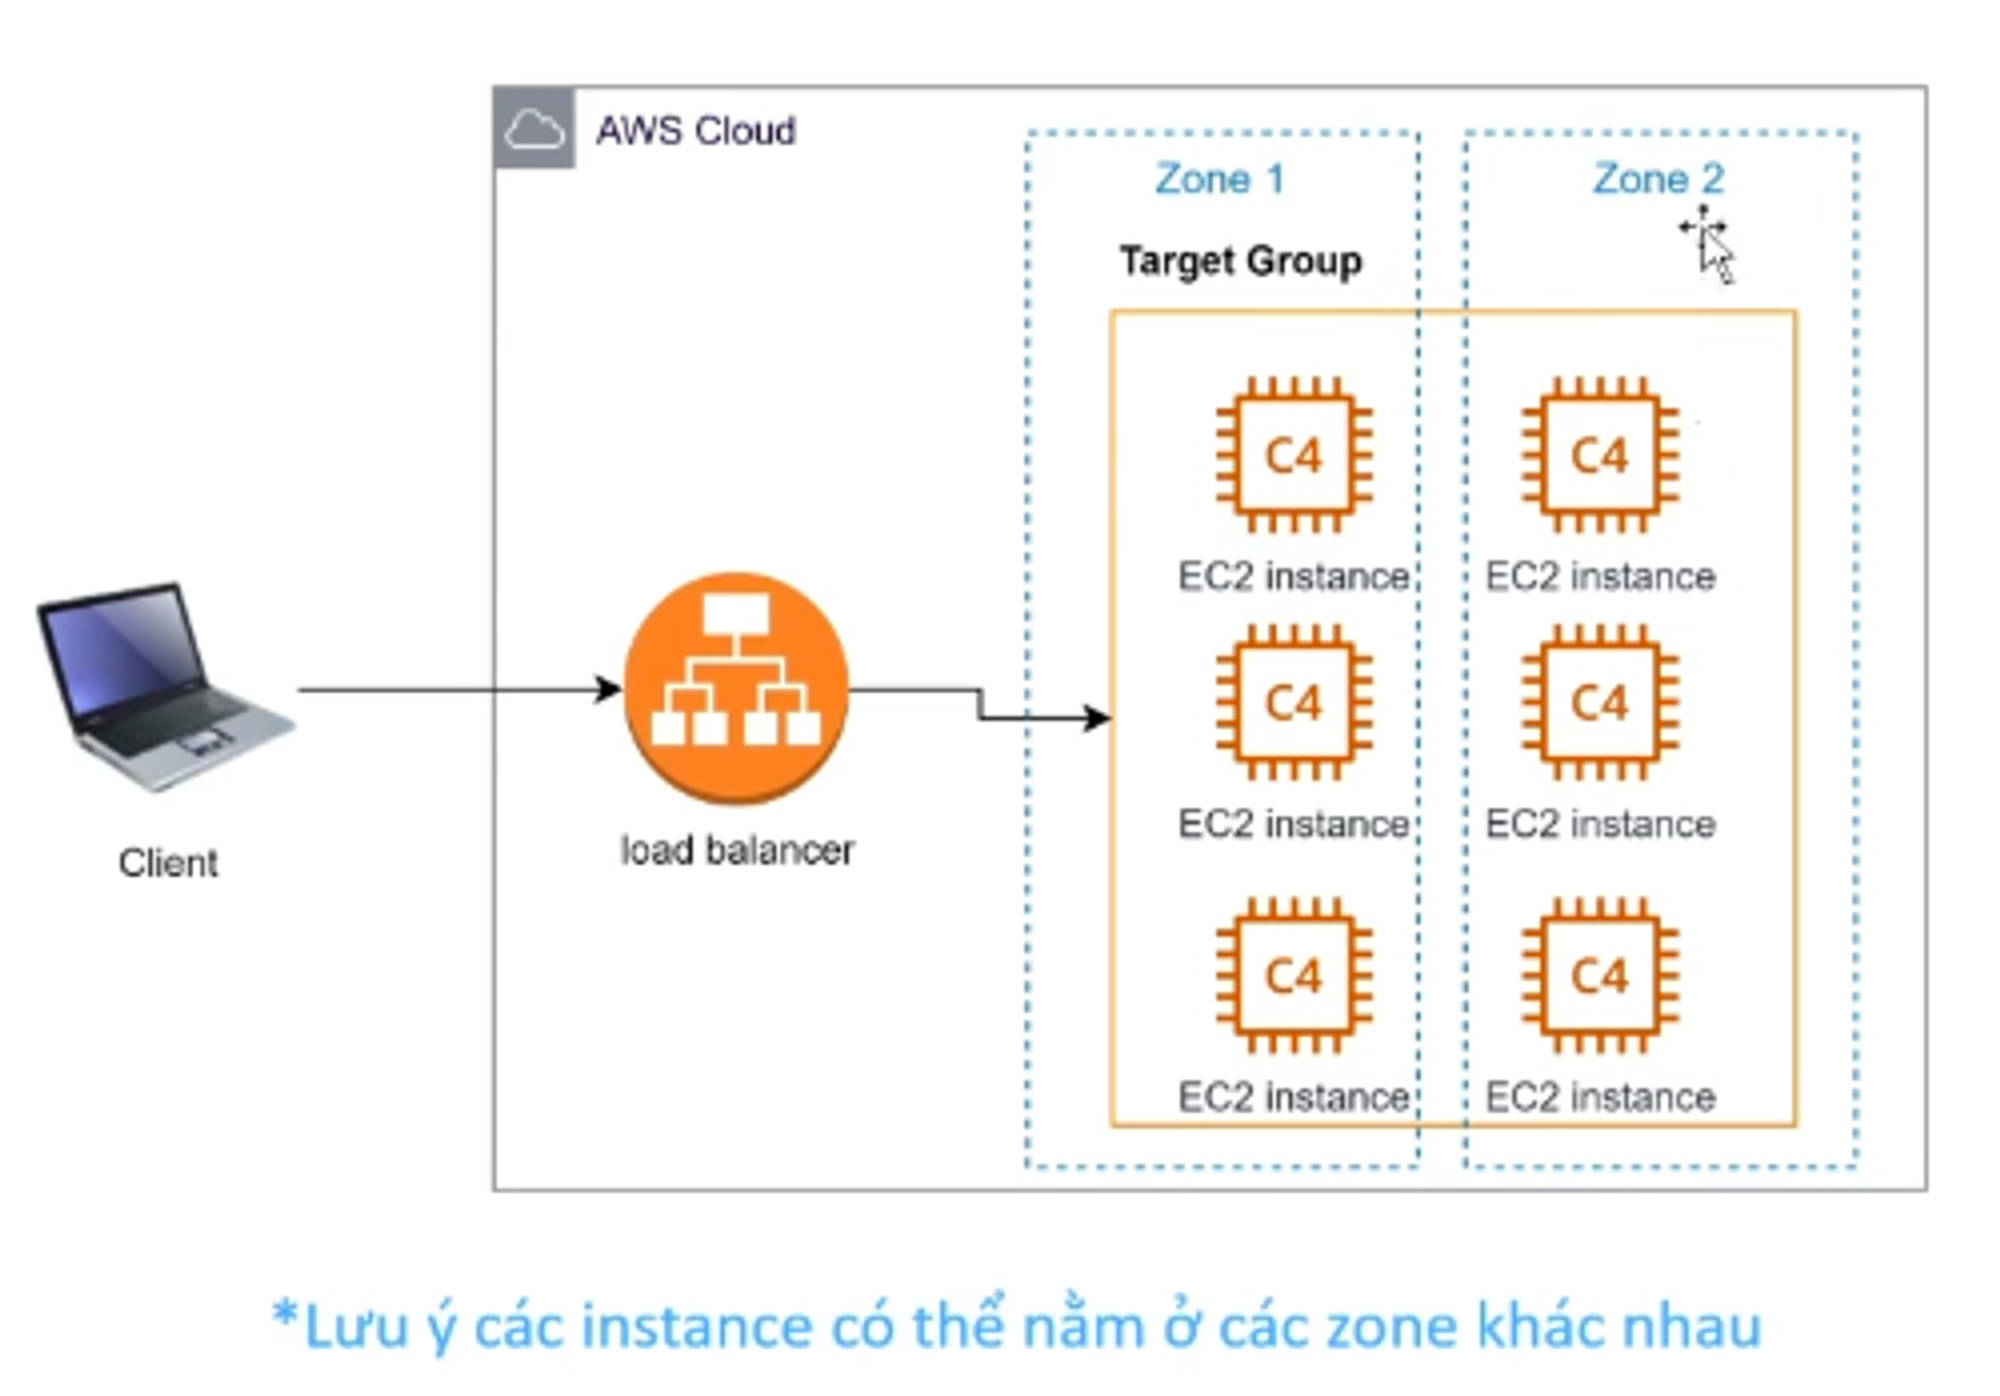 AWS Cloud
Zone 1
Zone 2
Target Group
C4
C4
EC2 instance
EC2 instance
C4
C4
EC2 instance
EC2 instance
Client
load balancer
C4
C4
EC2 instance
EC2 instance
*Lưu ý các instance có thể nằm ở các zone khác nhau